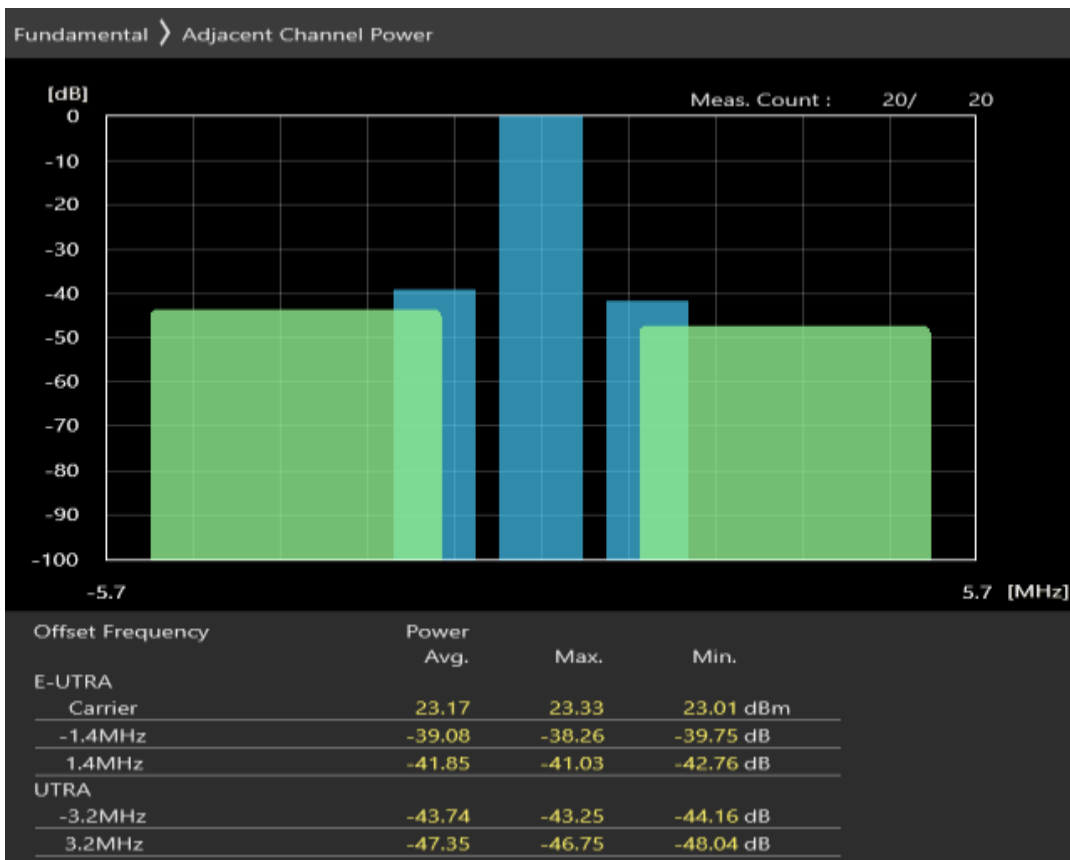 Fundamental 〉 Adjacent Channel Power
[dB]
Meas. Count : 20/ 20
0
-10
-20
-30
-40
-50
-60
-70
-80
-90
-100
-5.7 5.7 [MHz]
Offset Frequency Power
Avg. Max. Min.
E-UTRA
Carrier 23.17 23.33 23.01 dBm
-1.4MHz -39.08 -38.26 -39.75 dB
1.4MHz -41.85 -41.03 -42.76 dB
UTRA
-3.2MHz -43.74 -43.25 -44.16 dB
3.2MHz -47.35 -46.75 -48.04 dB